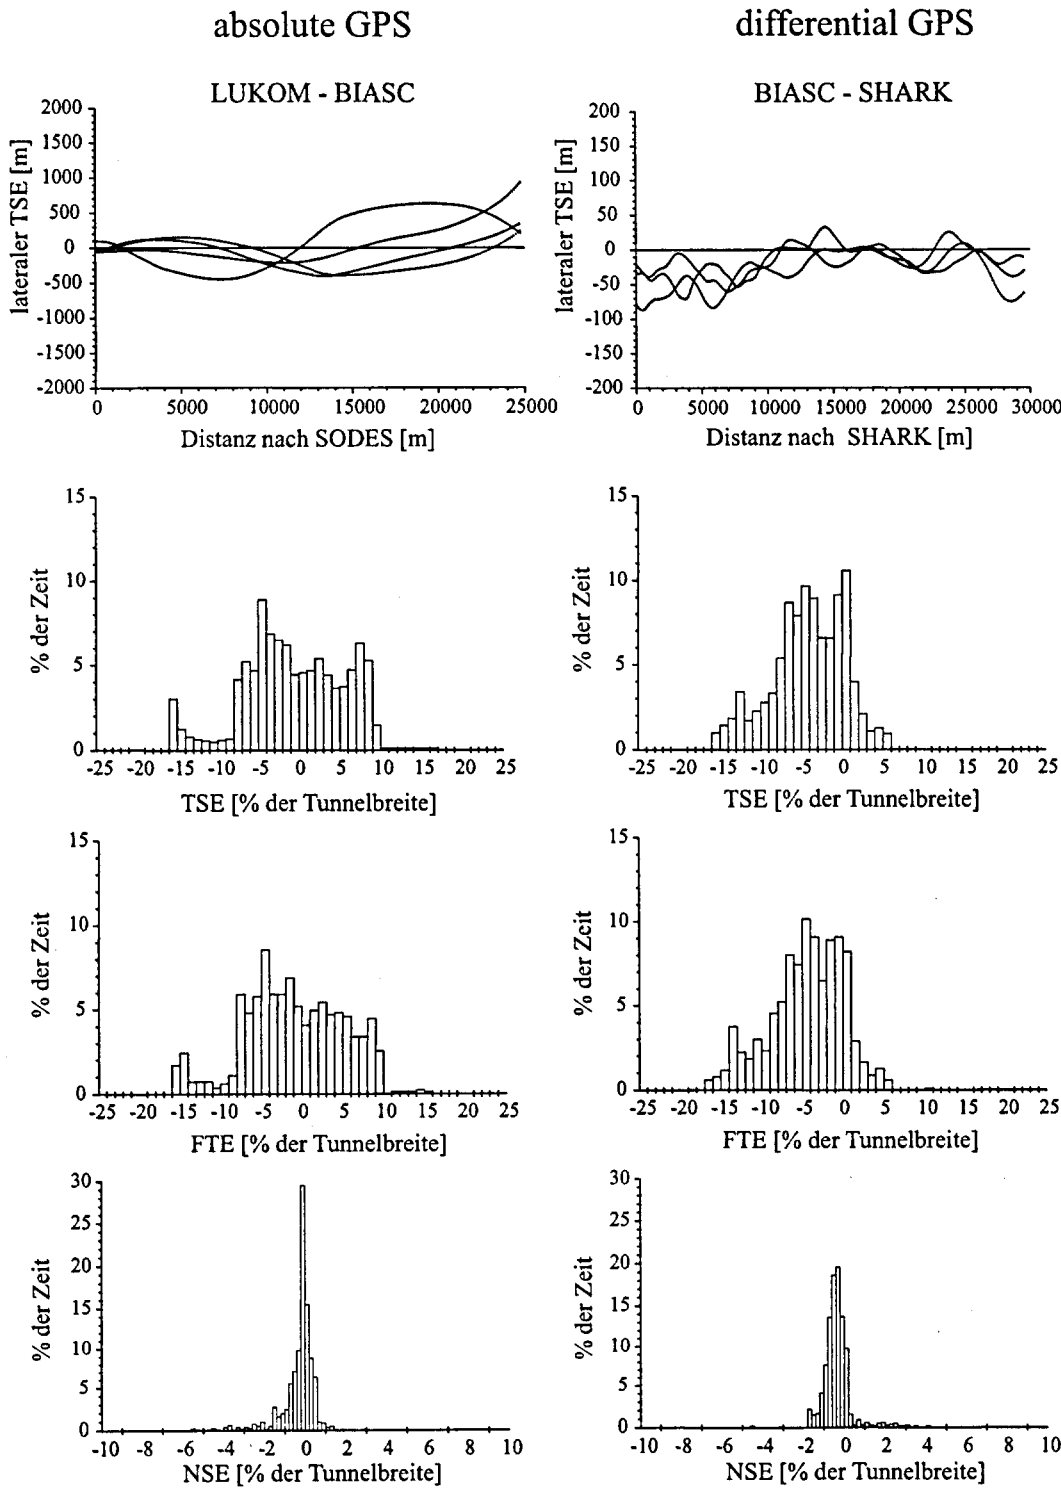 absolute GPS
differential GPS
LUKOM - BIASC
2000
1500
1000
500
0
-500
-1000
-1500
-2000
lateraler TSE [m]
0 5000 10000 15000 20000 25000
Distanz nach SODES [m]
BIASC - SHARK
200
150
100
50
0
-50
-100
-150
-200
lateraler TSE [m]
0 5000 10000 15000 20000 25000 30000
Distanz nach SHARK [m]
15
10
5
0
% der Zeit
-25 -20 -15 -10 -5 0 5 10 15 20 25
TSE [% der Tunnelbreite]
15
10
5
0
% der Zeit
-25 -20 -15 -10 -5 0 5 10 15 20 25
TSE [% der Tunnelbreite]
15
10
5
0
% der Zeit
-25 -20 -15 -10 -5 0 5 10 15 20 25
FTE [% der Tunnelbreite]
15
10
5
0
% der Zeit
-25 -20 -15 -10 -5 0 5 10 15 20 25
FTE [% der Tunnelbreite]
30
25
20
15
10
5
0
% der Zeit
-10 -8 -6 -4 -2 0 2 4 6 8 10
NSE [% der Tunnelbreite]
30
25
20
15
10
5
0
% der Zeit
-10 -8 -6 -4 -2 0 2 4 6 8 10
NSE [% der Tunnelbreite]